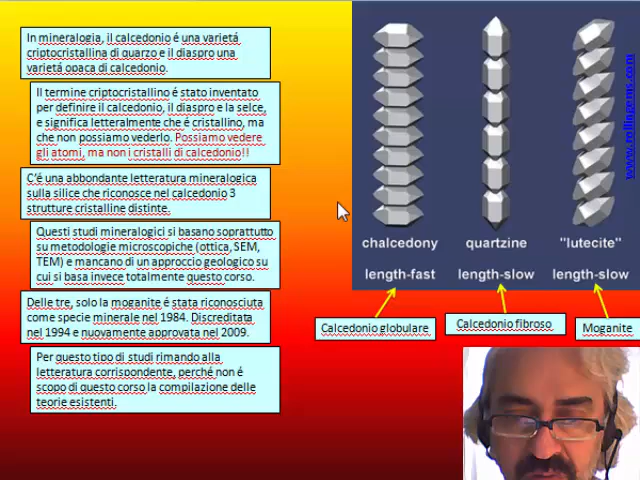 In mineralogia, il calcedonio é una varietá
criptocristallina di quarzo e il diaspro una
varietá opaca di calcedonio.
Il termine criptocristallino é stato inventato
per definire il calcedonio, il diaspro e la selce,
e significa letteralmente che é cristallino, ma
che non possiamo vederlo. Possiamo vedere
gli atomi, ma non i cristalli di calcedonio!!
C'é una abbondante letteratura mineralogica
sulla silice che riconosce nel calcedonio 3
strutture cristalline distinte.
Questi studi mineralogici si basano soprattutto
su metodologie microscopiche (ottica, SEM,
TEM) e mancano di un approccio geologico su
cui si basa invece totalmente questo corso.
Delle tre, solo la moganite é stata riconosciuta
come specie minerale nel 1984. Discreditata
nel 1994 e nuovamente approvata nel 2009.
Per questo tipo di studi rimando alla
letteratura corrispondente, perché non é
scopo di questo corso la compilazione delle
teorie esistenti.
chalcedony quartzine "lutecite"
length-fast length-slow length-slow
Calcedonio globulare Calcedonio fibroso Moganite
www.rolliagems.com